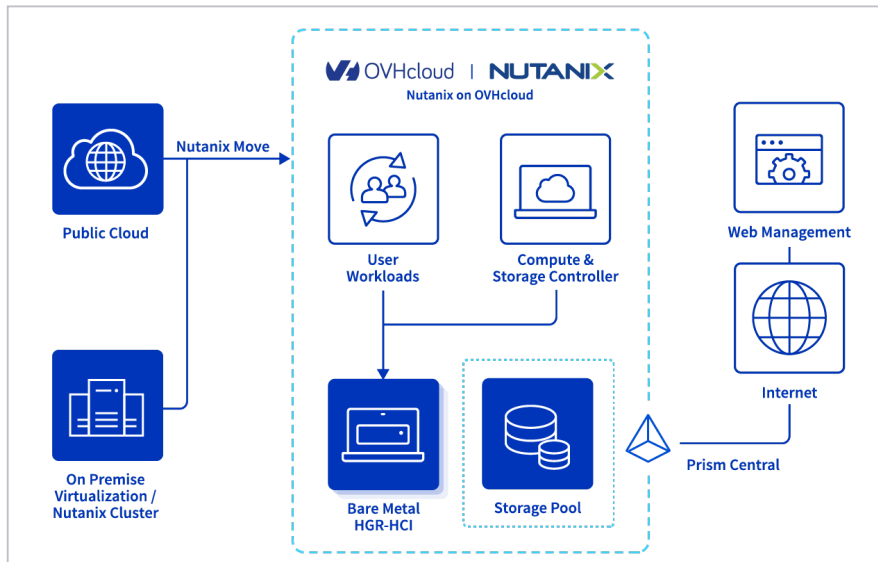 OVHcloud | NUTANIX
Nutanix on OVHcloud
Nutanix Move
Public Cloud
User
Workloads
Compute &
Storage Controller
Web Management
Internet
On Premise
Virtualization /
Nutanix Cluster
Bare Metal
HGR-HCI
Storage Pool
Prism Central